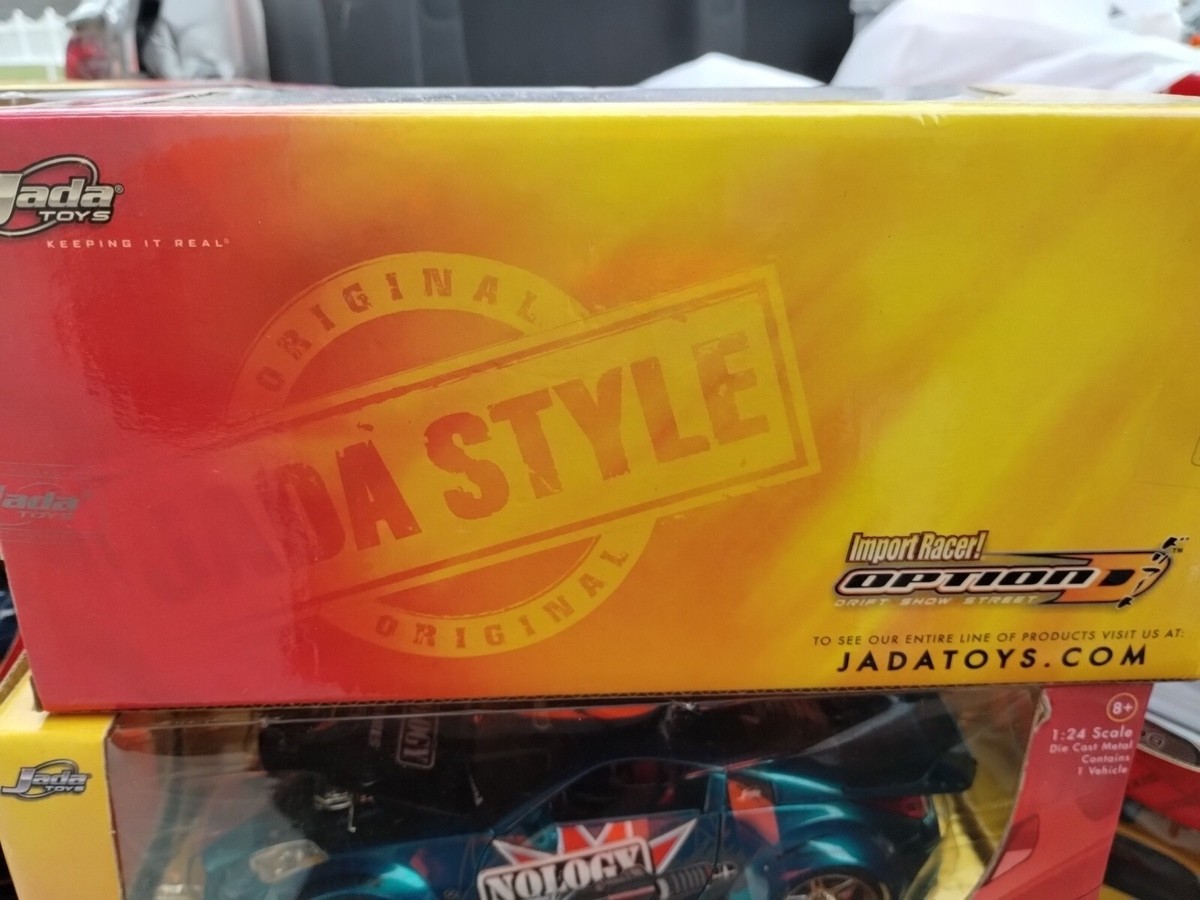 Jada
TOYS
KEEPING IT REAL
ORIGINAL
DA STYLE
ORIGINAL
Jada
TOYS
Import Racer!
OPTION D
DRIFT SHOW STREET
TO SEE OUR ENTIRE LINE OF PRODUCTS VISIT US AT:
JADATOYS.COM
8+
Jada
TOYS
1:24 Scale
Die Cast Metal
Contains
1 Vehicle
NOLOGY